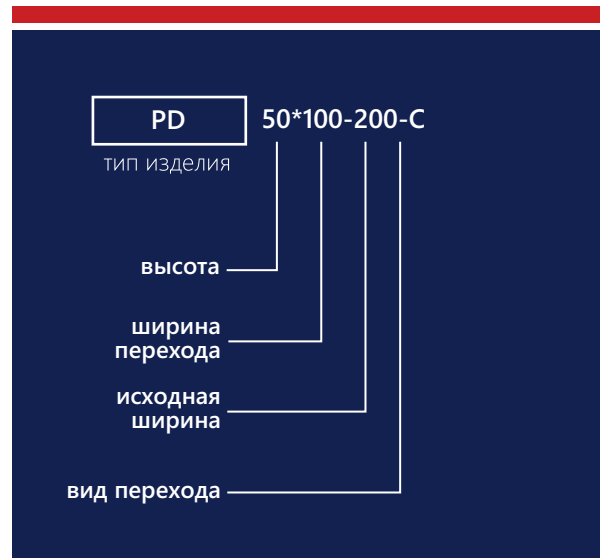 PD 50*100-200-C
тип изделия
высота
ширина
перехода
исходная
ширина
вид перехода